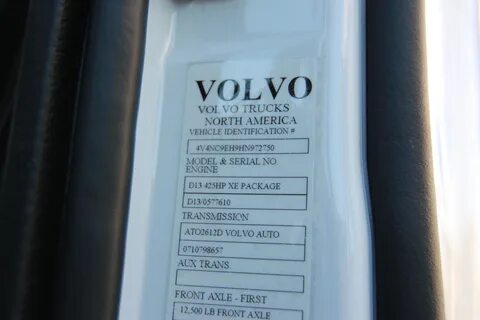 VOLVO
VOLVO TRUCKS
NORTH AMERICA
VEHICLE IDENTIFICATION #
4V4NC9EH9HN972750
MODEL & SERIAL NO
ENGINE
D13 425HP XE PACKAGE
D13/0577610
TRANSMISSION
ATO2612D VOLVO AUTO
0710798657
AUX TRANS.
FRONT AXLE - FIRST
12,500 LB FRONT AXLE